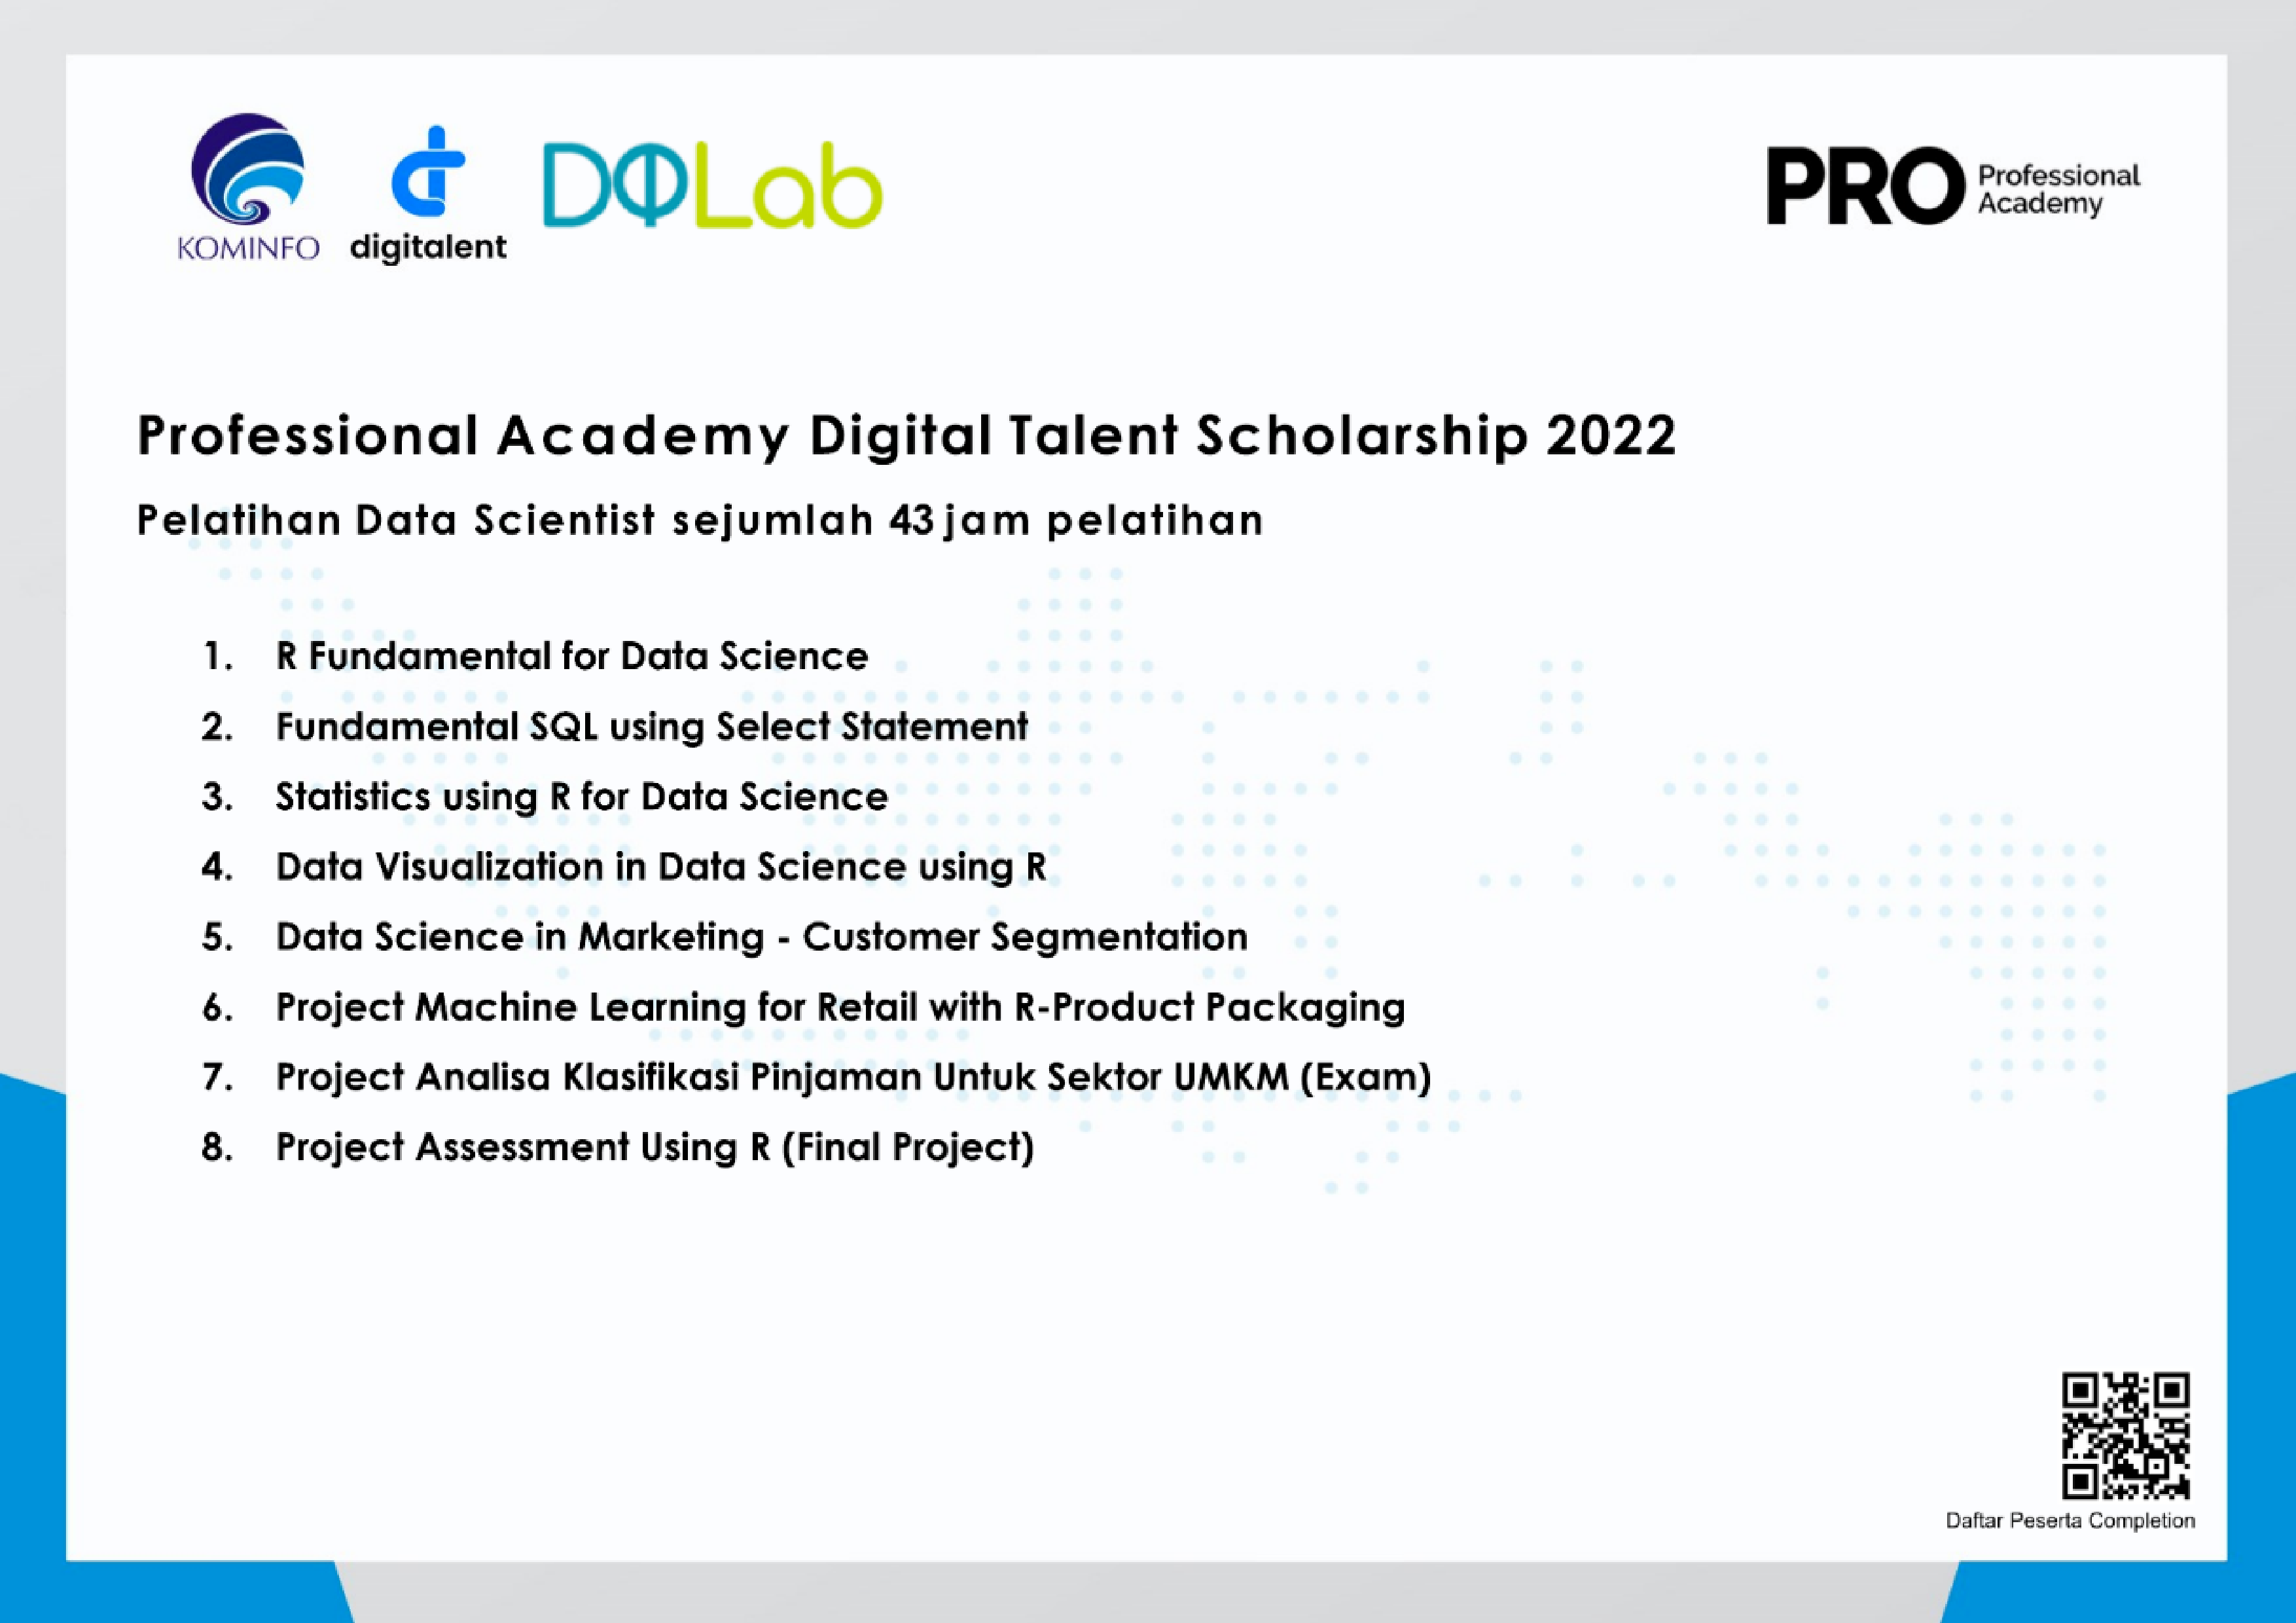 KOMINFO
digitalent
DQLab
PRO Professional
Academy
Professional Academy Digital Talent Scholarship 2022
Pelatihan Data Scientist sejumlah 43 jam pelatihan
1. R Fundamental for Data Science
2. Fundamental SQL using Select Statement
3. Statistics using R for Data Science
4. Data Visualization in Data Science using R
5. Data Science in Marketing - Customer Segmentation
6. Project Machine Learning for Retail with R-Product Packaging
7. Project Analisa Klasifikasi Pinjaman Untuk Sektor UMKM (Exam)
8. Project Assessment Using R (Final Project)
Daftar Peserta Completion